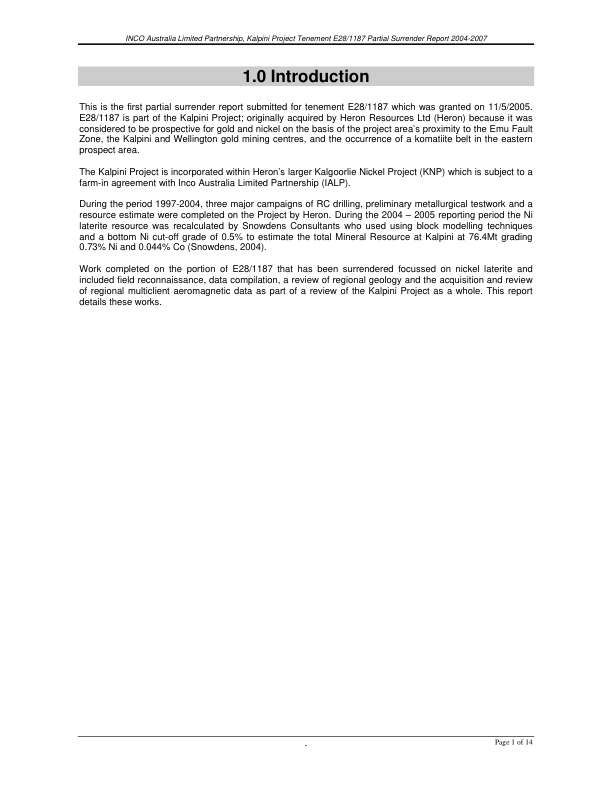 INCO Australia Limited Partnership, Kalpini Project Tenement E28/1187 Partial Surrender Report 2004-2007
1.0 Introduction
This is the first partial surrender report submitted for tenement E28/1187 which was granted on 11/5/2005.
E28/1187 is part of the Kalpini Project; originally acquired by Heron Resources Ltd (Heron) because it was
considered to be prospective for gold and nickel on the basis of the project area's proximity to the Emu Fault
Zone, the Kalpini and Wellington gold mining centres, and the occurrence of a komatiite belt in the eastern
prospect area.
The Kalpini Project is incorporated within Heron's larger Kalgoorlie Nickel Project (KNP) which is subject to a
farm-in agreement with Inco Australia Limited Partnership (IALP).
During the period 1997-2004, three major campaigns of RC drilling, preliminary metallurgical testwork and a
resource estimate were completed on the Project by Heron. During the 2004 – 2005 reporting period the Ni
laterite resource was recalculated by Snowdens Consultants who used using block modelling techniques
and a bottom Ni cut-off grade of 0.5% to estimate the total Mineral Resource at Kalpini at 76.4Mt grading
0.73% Ni and 0.044% Co (Snowdens, 2004).
Work completed on the portion of E28/1187 that has been surrendered focussed on nickel laterite and
included field reconnaissance, data compilation, a review of regional geology and the acquisition and review
of regional multiclient aeromagnetic data as part of a review of the Kalpini Project as a whole. This report
details these works.
-
Page 1 of 14